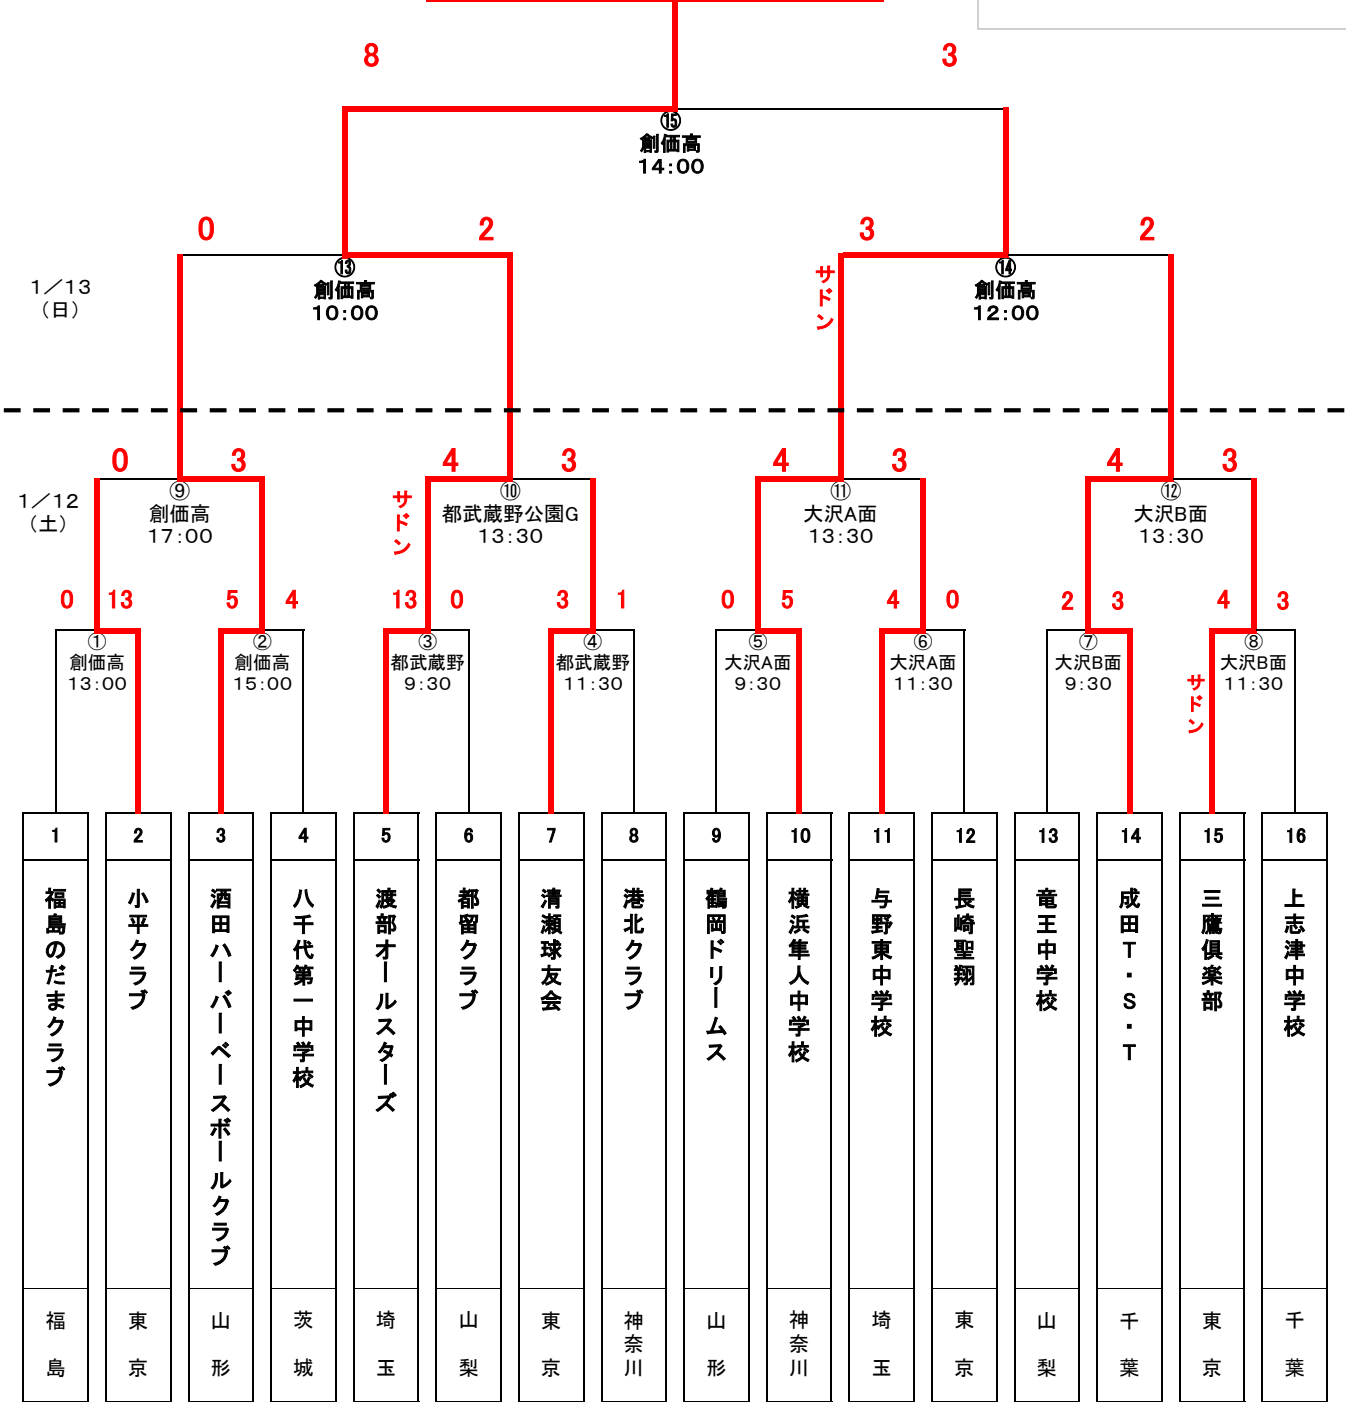 8 3
⑮
創価高
14:00
0 2 3 2
⑬
創価高
10:00
サドン
⑭
創価高
12:00
1／13
（日）
0 3 4 3 4 3 4 3
1／12
（土）
⑨
創価高
17:00
サドン
⑩
都武蔵野公園G
13:30
⑪
大沢A面
13:30
⑫
大沢B面
13:30
0 13 5 4 13 0 3 1 0 5 4 0 2 3 4 3
①
創価高
13:00
②
創価高
15:00
③
都武蔵野
9:30
④
都武蔵野
11:30
⑤
大沢A面
9:30
⑥
大沢A面
11:30
⑦
大沢B面
9:30
サドン
⑧
大沢B面
11:30
1 2 3 4 5 6 7 8 9 10 11 12 13 14 15 16
福島のだまクラブ
小平クラブ
酒田ハーバーベースボールクラブ
八千代第一中学校
渡部オールスターズ
都留クラブ
清瀬球友会
港北クラブ
鶴岡ドリームス
横浜隼人中学校
与野東中学校
長崎聖翔
竜王中学校
成田T・S・T
三鷹倶楽部
上志津中学校
福島
東京
山形
茨城
埼玉
山梨
東京
神奈川
山形
神奈川
埼玉
東京
山梨
千葉
東京
千葉